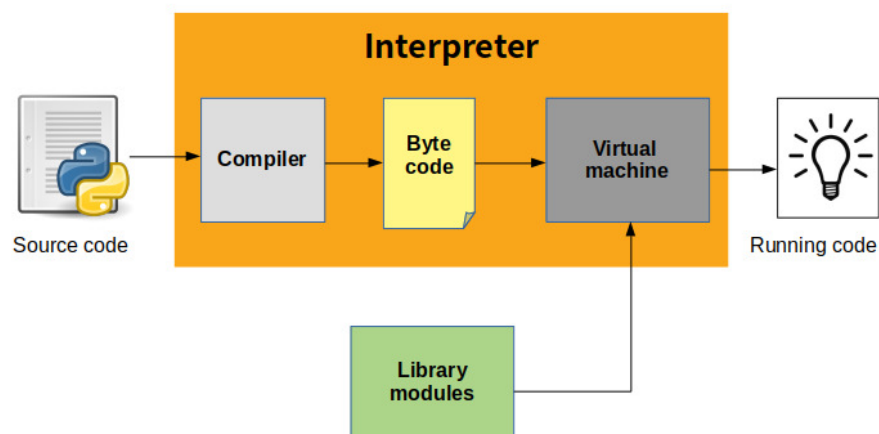 Interpreter
Source code
Compiler
Byte
code
Virtual
machine
Running code
Library
modules